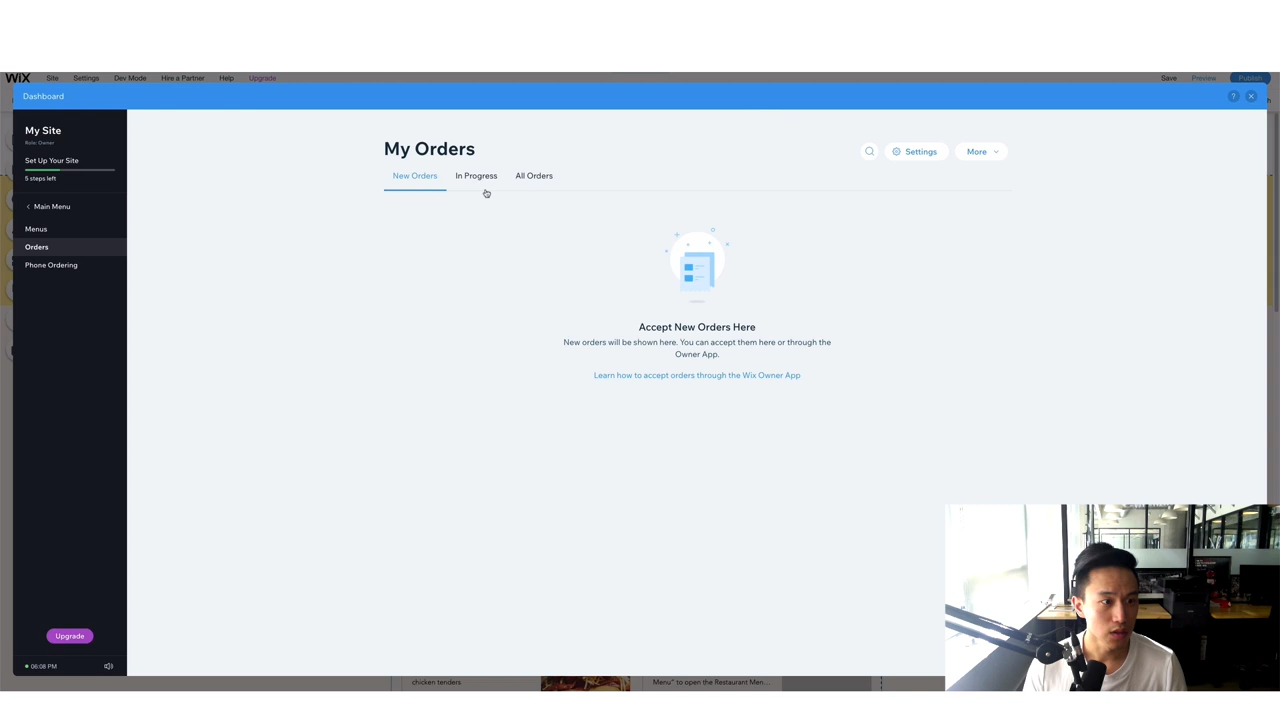 WiX Site Settings Dev Mode Hire a Partner Help Upgrade Save Preview Publish
Dashboard ?
My Site
Role: Owner
Set Up Your Site
5 steps left
Main Menu
Menus
Orders
Phone Ordering
Upgrade
06:08 PM
My Orders
Settings More
New Orders In Progress All Orders
Accept New Orders Here
New orders will be shown here. You can accept them here or through the
Owner App.
Learn how to accept orders through the Wix Owner App
chicken tenders
Menu" to open the Restaurant Men...